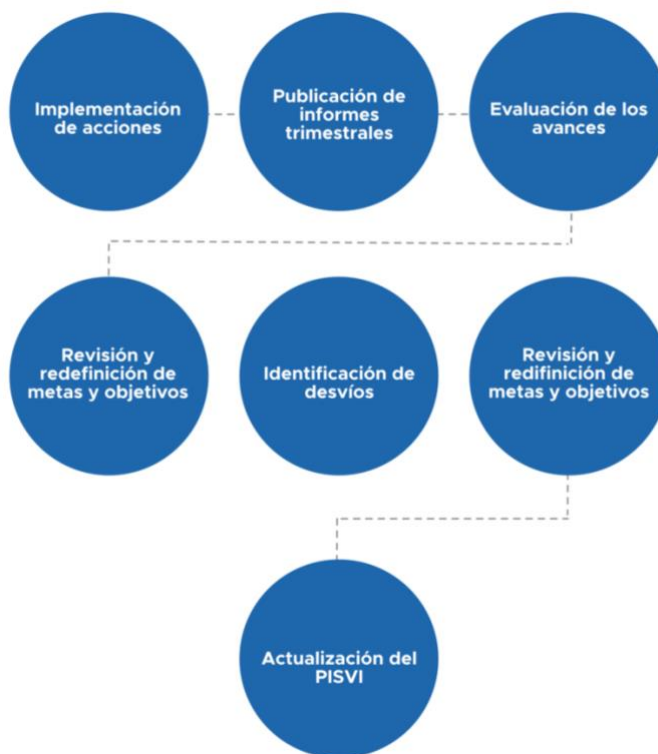 Implementación
de acciones
Publicación de
informes
trimestrales
Evaluación de los
avances
Revisión y
redefinición de
metas y objetivos
Identificación de
desvíos
Revisión y
redifinición de
metas y objetivos
Actualización del
PISVI